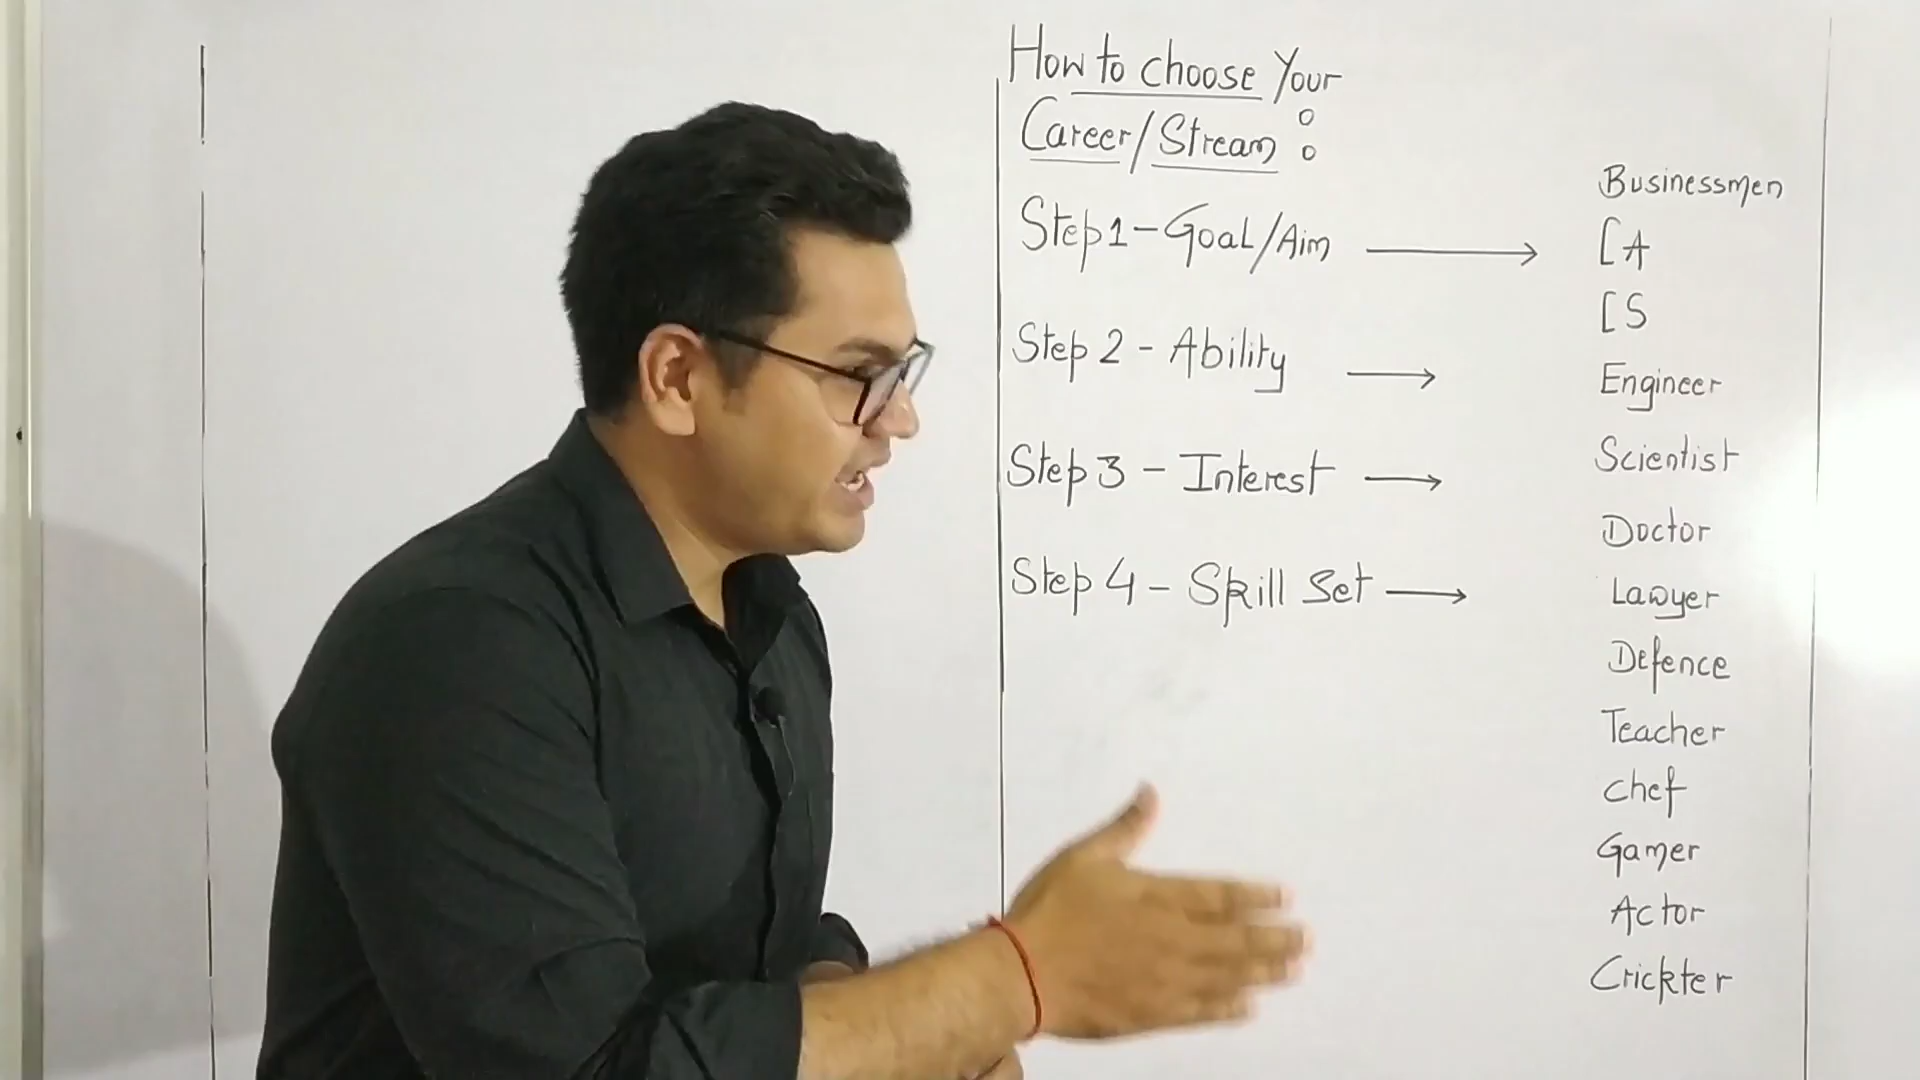 How to choose Your
Career/Stream :
Step 1 - Goal/Aim →
Step 2 - Ability →
Step 3 - Interest →
Step 4 - Skill Set →
Businessmen
CA
CS
Engineer
Scientist
Doctor
Lawyer
Defence
Teacher
Chef
Gamer
Actor
Crickter